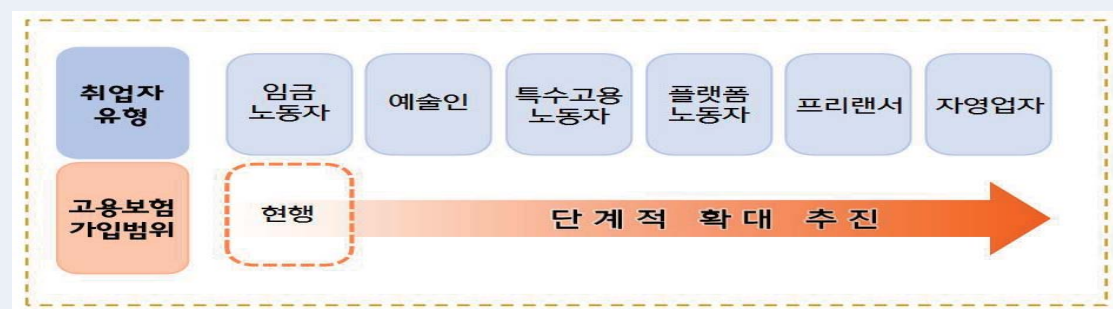 취업자
유형
임금
노동자
예술인
특수고용
노동자
플랫폼
노동자
프리랜서
자영업자
고용보험
가입범위
현행
단계적 확대 추진